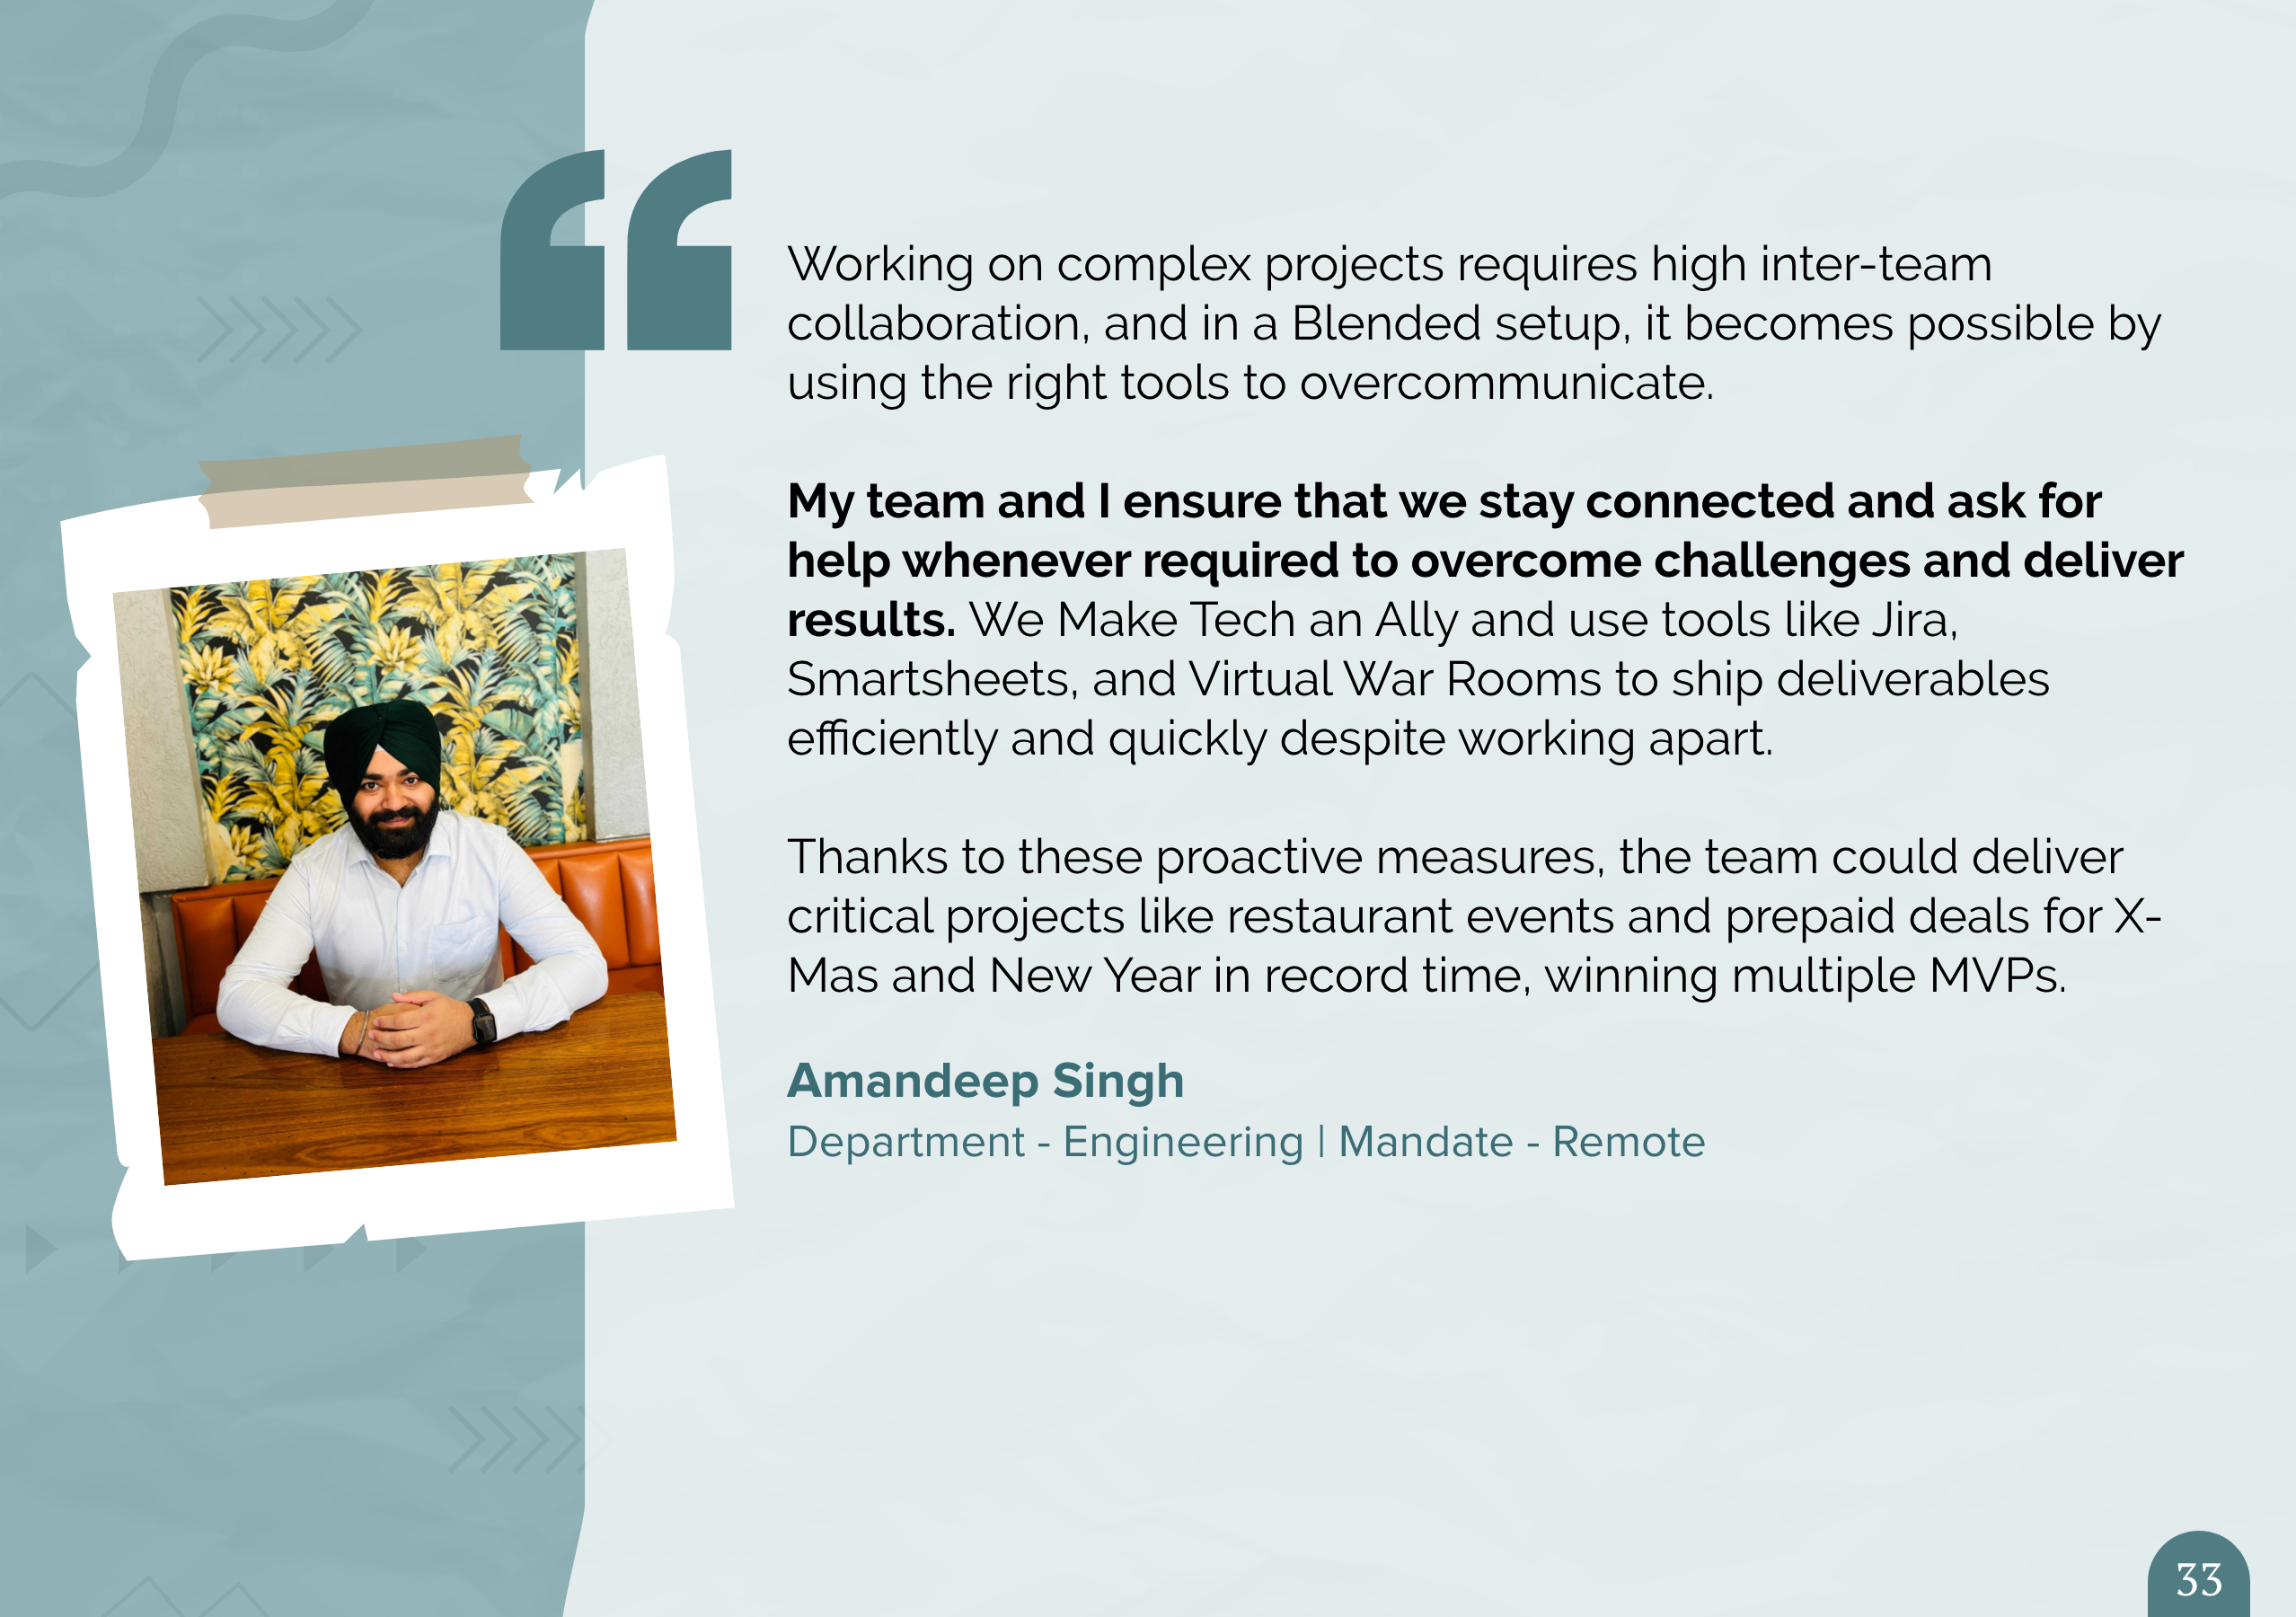 Working on complex projects requires high inter-team
collaboration, and in a Blended setup, it becomes possible by
using the right tools to overcommunicate.
My team and I ensure that we stay connected and ask for
help whenever required to overcome challenges and deliver
results. We Make Tech an Ally and use tools like Jira,
Smartsheets, and Virtual War Rooms to ship deliverables
efficiently and quickly despite working apart.
Thanks to these proactive measures, the team could deliver
critical projects like restaurant events and prepaid deals for X-
Mas and New Year in record time, winning multiple MVPs.
Amandeep Singh
Department - Engineering | Mandate - Remote
33